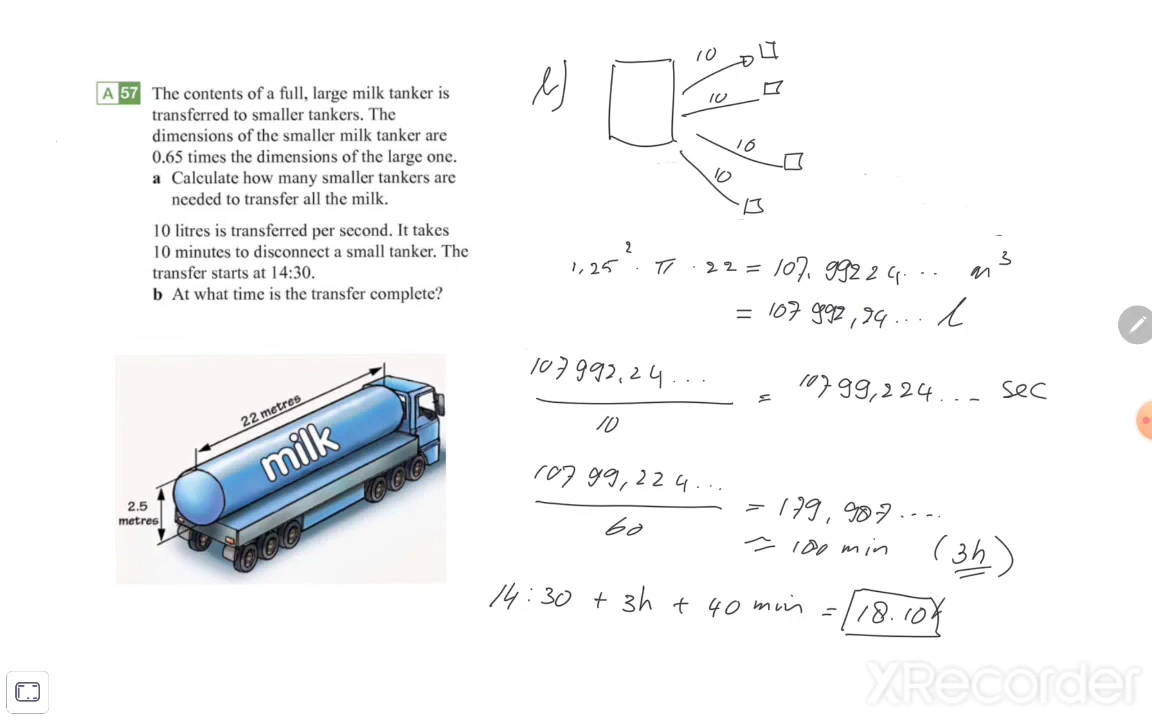 A 57 The contents of a full, large milk tanker is
transferred to smaller tankers. The
dimensions of the smaller milk tanker are
0.65 times the dimensions of the large one.
a Calculate how many smaller tankers are
needed to transfer all the milk.
10 litres is transferred per second. It takes
10 minutes to disconnect a small tanker. The
transfer starts at 14:30.
b At what time is the transfer complete?
22 metres
milk
2.5
metres
b)
10
10
10
10
1,25² · π · 22 = 107,99224... m³
= 107 992,24... l
107992,24... / 10 = 10799,224... sec
10799,224... / 60 = 179,987....
≈ 180 min (3h)
14:30 + 3h + 40 min = 18.10
XRecorder